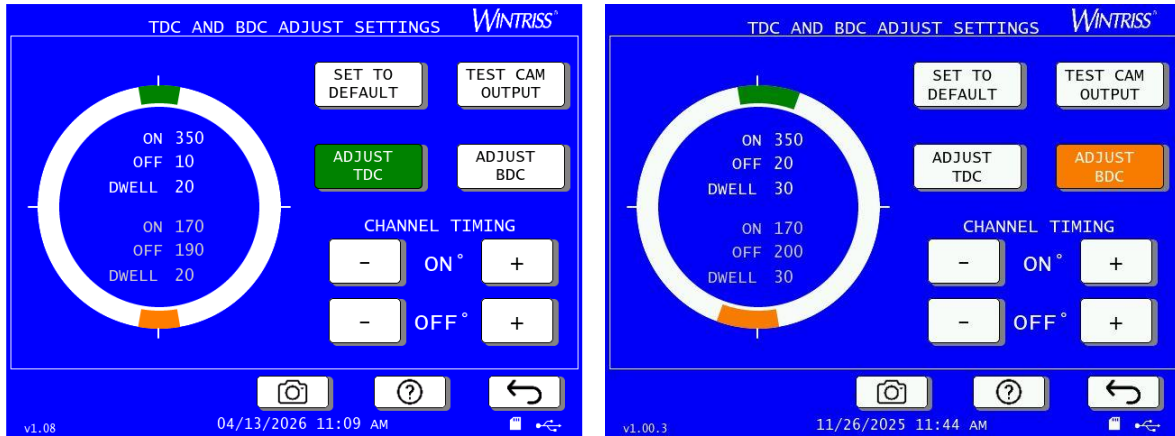 TDC AND BDC ADJUST SETTINGS
WINTRISS
SET TO
DEFAULT
TEST CAM
OUTPUT
ON 350
OFF 10
DWELL 20
ADJUST
TDC
ADJUST
BDC
ON 170
OFF 190
DWELL 20
CHANNEL TIMING
- ON° +
- OFF° +
v1.08
04/13/2026 11:09 AM
TDC AND BDC ADJUST SETTINGS
WINTRISS
SET TO
DEFAULT
TEST CAM
OUTPUT
ON 350
OFF 20
DWELL 30
ADJUST
TDC
ADJUST
BDC
ON 170
OFF 200
DWELL 30
CHANNEL TIMING
- ON° +
- OFF° +
v1.00.3
11/26/2025 11:44 AM